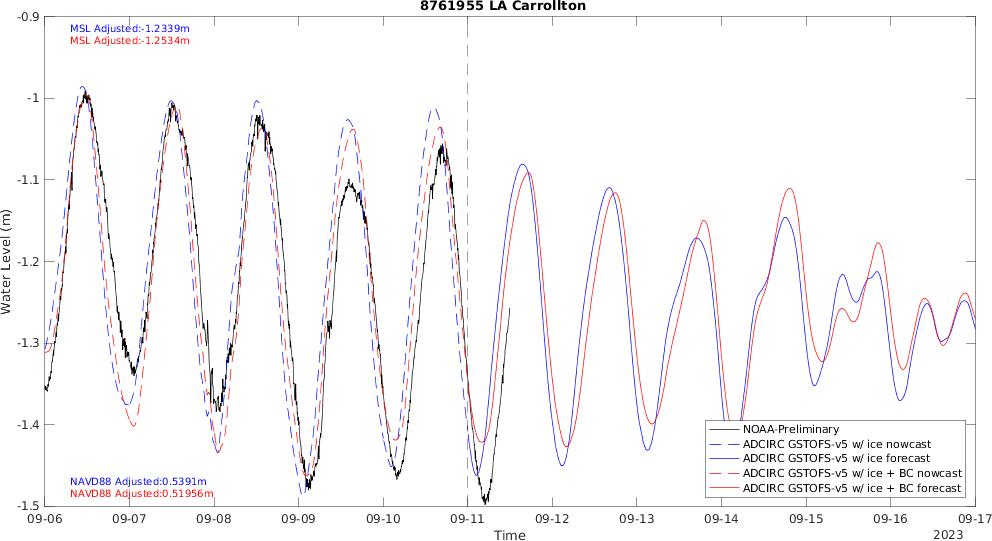 8761955 LA Carrollton
MSL Adjusted:-1.2339m
MSL Adjusted:-1.2534m
NAVD88 Adjusted:0.5391m
NAVD88 Adjusted:0.51956m
Water Level (m)
-0.9
-1
-1.1
-1.2
-1.3
-1.4
-1.5
NOAA-Preliminary
ADCIRC GSTOFS-v5 w/ ice nowcast
ADCIRC GSTOFS-v5 w/ ice forecast
ADCIRC GSTOFS-v5 w/ ice + BC nowcast
ADCIRC GSTOFS-v5 w/ ice + BC forecast
09-06 09-07 09-08 09-09 09-10 09-11 09-12 09-13 09-14 09-15 09-16 09-17
Time
2023